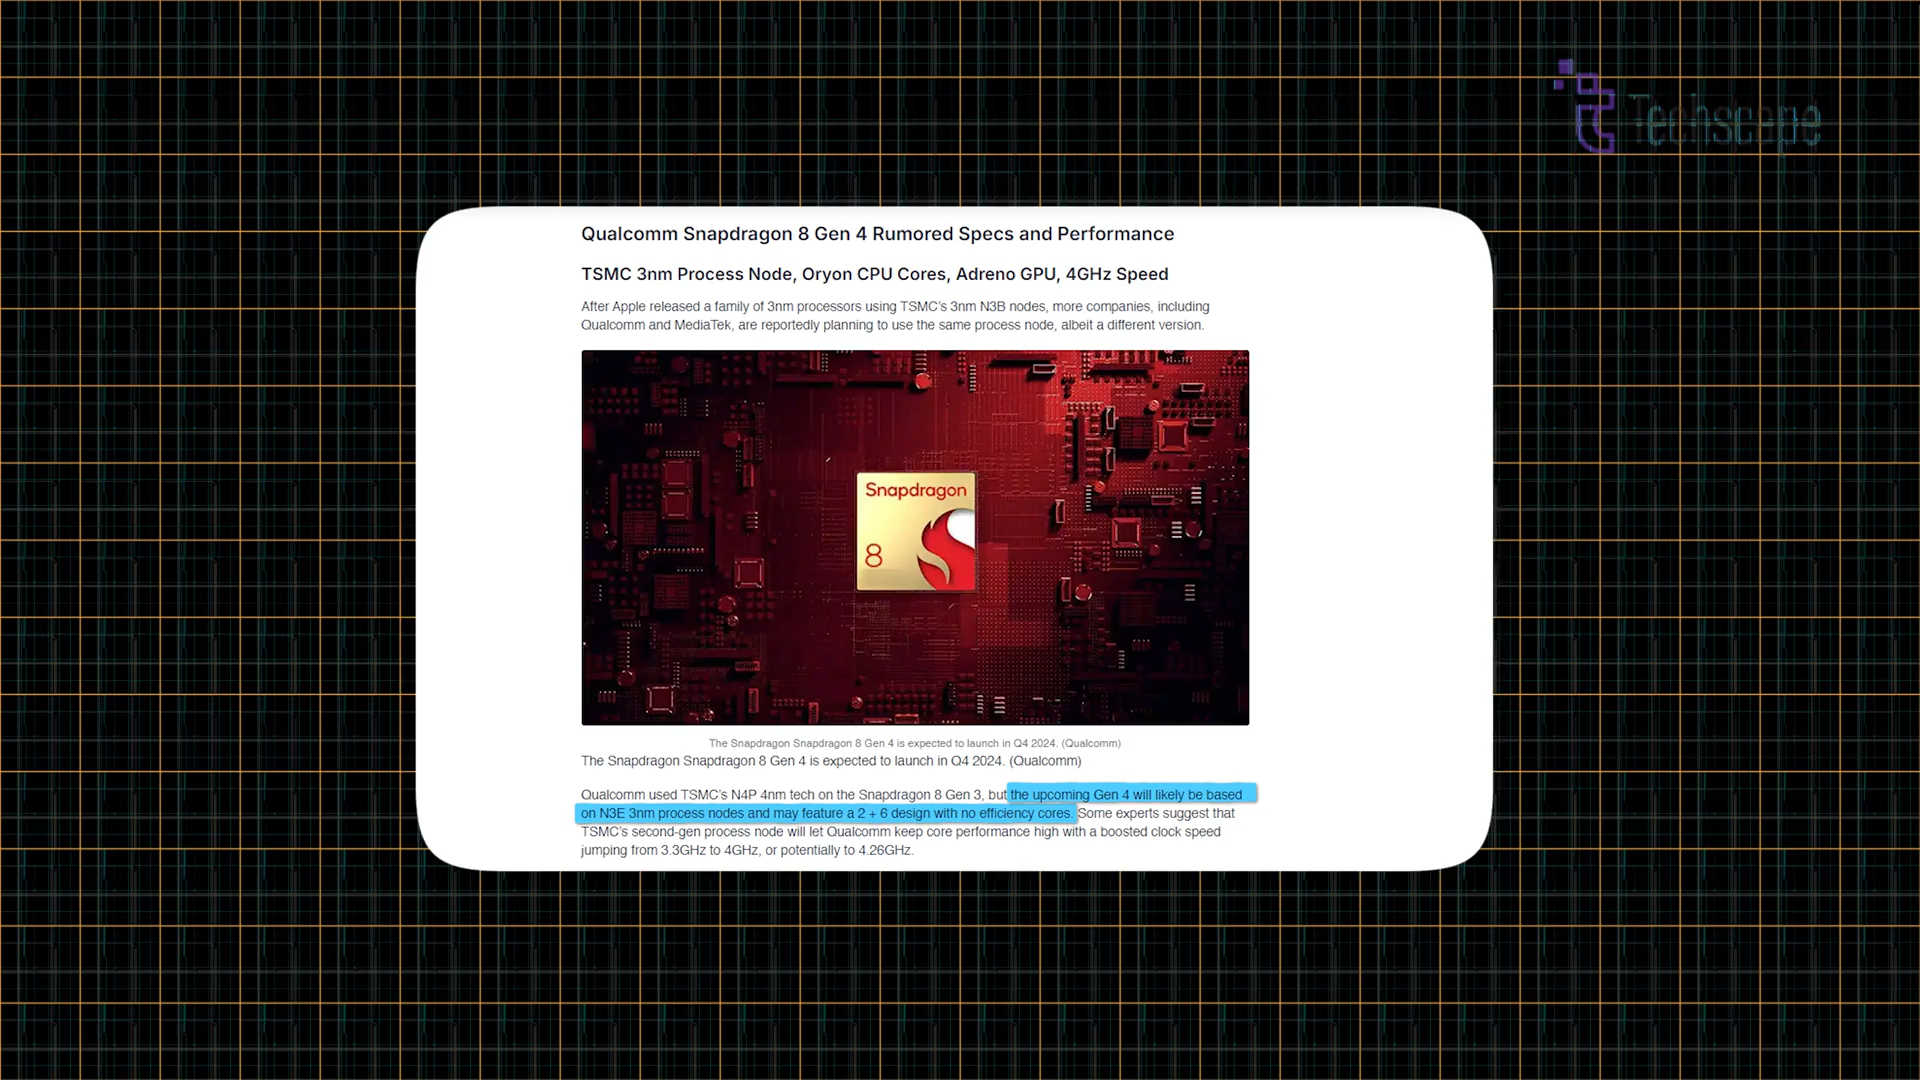 Techscape
Qualcomm Snapdragon 8 Gen 4 Rumored Specs and Performance
TSMC 3nm Process Node, Oryon CPU Cores, Adreno GPU, 4GHz Speed
After Apple released a family of 3nm processors using TSMC's 3nm N3B nodes, more companies, including
Qualcomm and MediaTek, are reportedly planning to use the same process node, albeit a different version.
Snapdragon
8
The Snapdragon Snapdragon 8 Gen 4 is expected to launch in Q4 2024. (Qualcomm)
The Snapdragon Snapdragon 8 Gen 4 is expected to launch in Q4 2024. (Qualcomm)
Qualcomm used TSMC's N4P 4nm tech on the Snapdragon 8 Gen 3, but the upcoming Gen 4 will likely be based
on N3E 3nm process nodes and may feature a 2 + 6 design with no efficiency cores. Some experts suggest that
TSMC's second-gen process node will let Qualcomm keep core performance high with a boosted clock speed
jumping from 3.3GHz to 4GHz, or potentially to 4.26GHz.